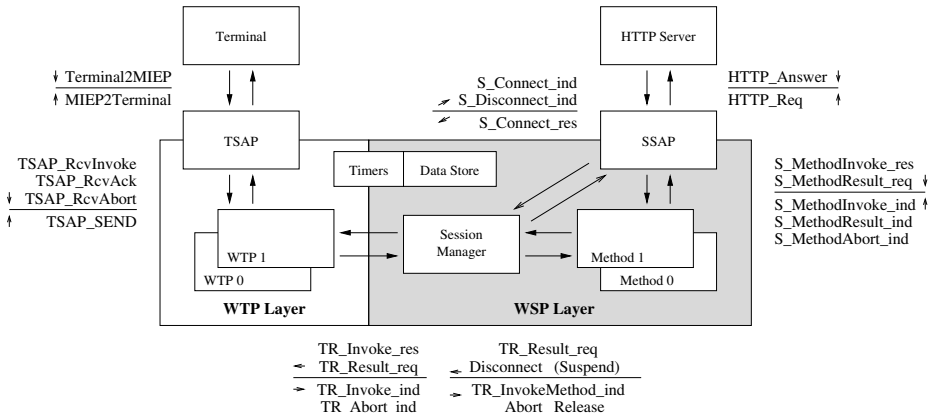 Terminal
HTTP Server
Terminal2MIEP
MIEP2Terminal
S_Connect_ind
S_Disconnect_ind
S_Connect_res
HTTP_Answer
HTTP_Req
TSAP
SSAP
TSAP_RcvInvoke
TSAP_RcvAck
TSAP_RcvAbort
TSAP_SEND
Timers
Data Store
S_MethodInvoke_res
S_MethodResult_req
S_MethodInvoke_ind
S_MethodResult_ind
S_MethodAbort_ind
WTP 1
WTP 0
Session
Manager
Method 1
Method 0
WTP Layer
WSP Layer
TR_Invoke_res
TR_Result_req
TR_Invoke_ind
TR_Abort_ind
TR_Result_req
Disconnect (Suspend)
TR_InvokeMethod_ind
Abort_Release